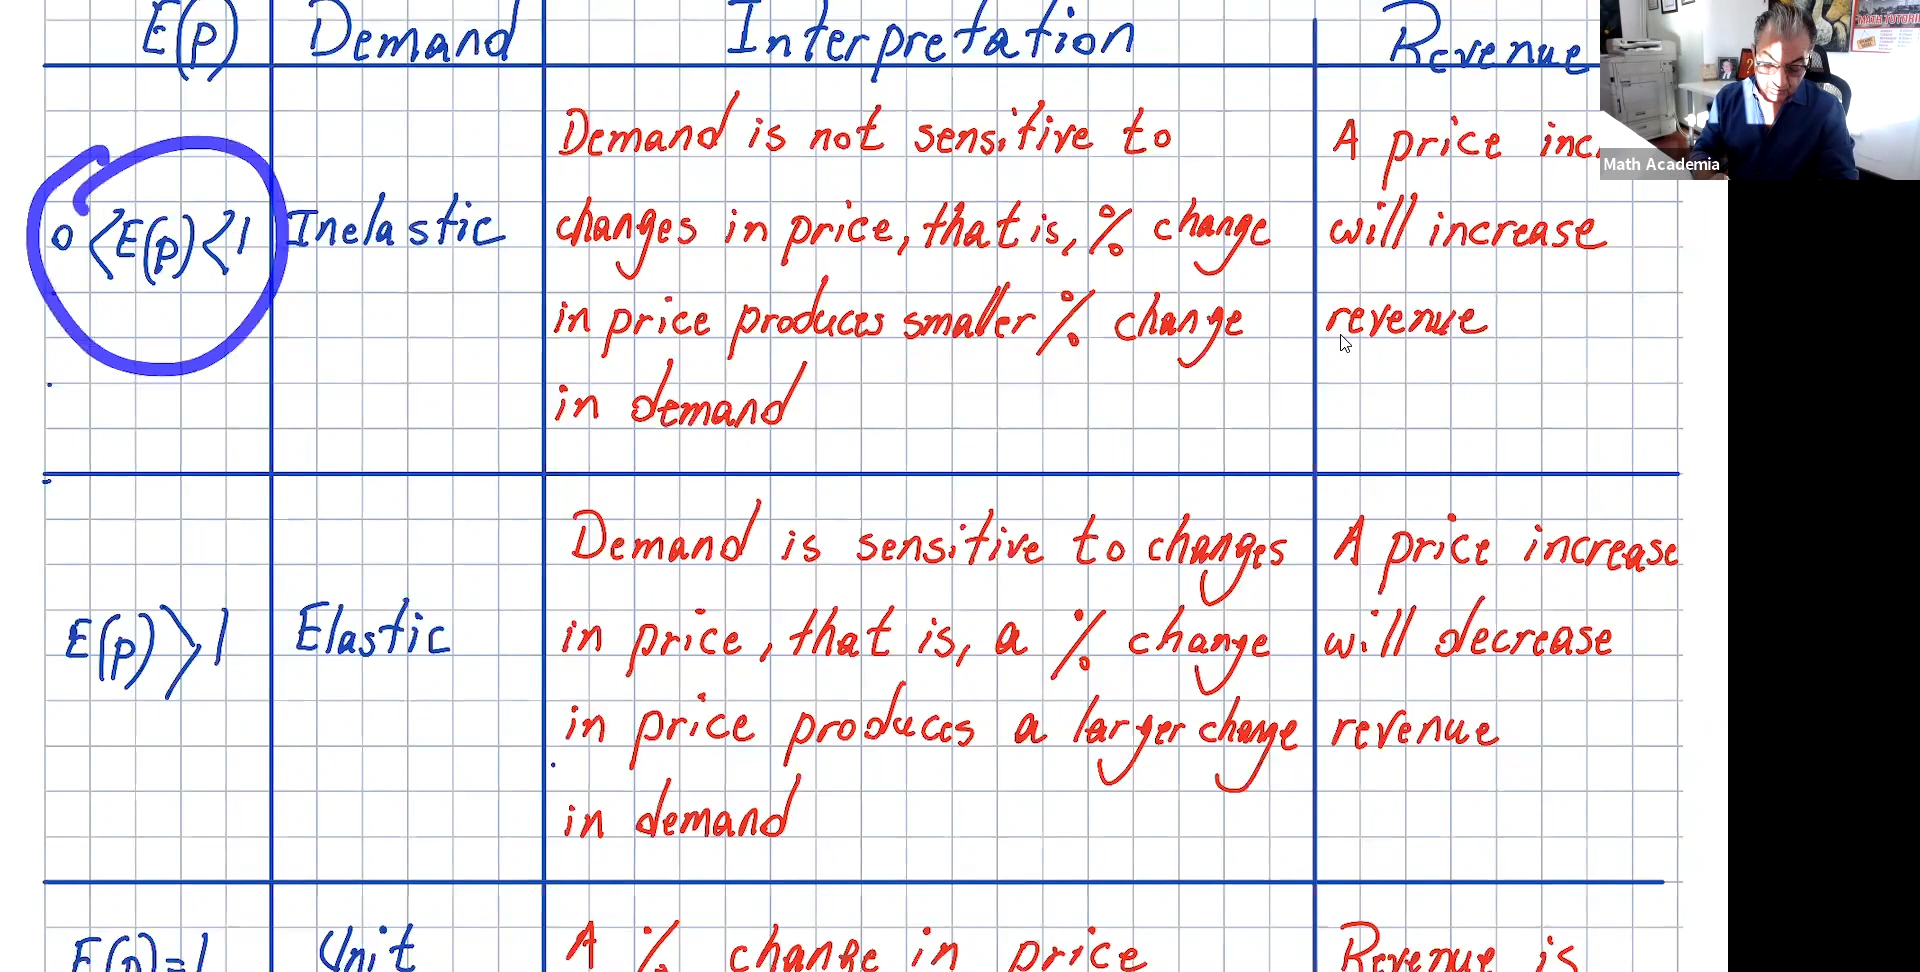 E(p) Demand Interpretation Revenue
0<E(p)<1 Inelastic
Demand is not sensitive to
changes in price, that is, % change
in price produces smaller % change
in demand
A price inc
will increase
revenue
E(p)>1 Elastic
Demand is sensitive to changes
in price, that is, a % change
in price produces a larger change
in demand
A price increase
will decrease
revenue
E(p)=1 Unit
A % change in price
Revenue is
Math Academia
MATH TUTORI